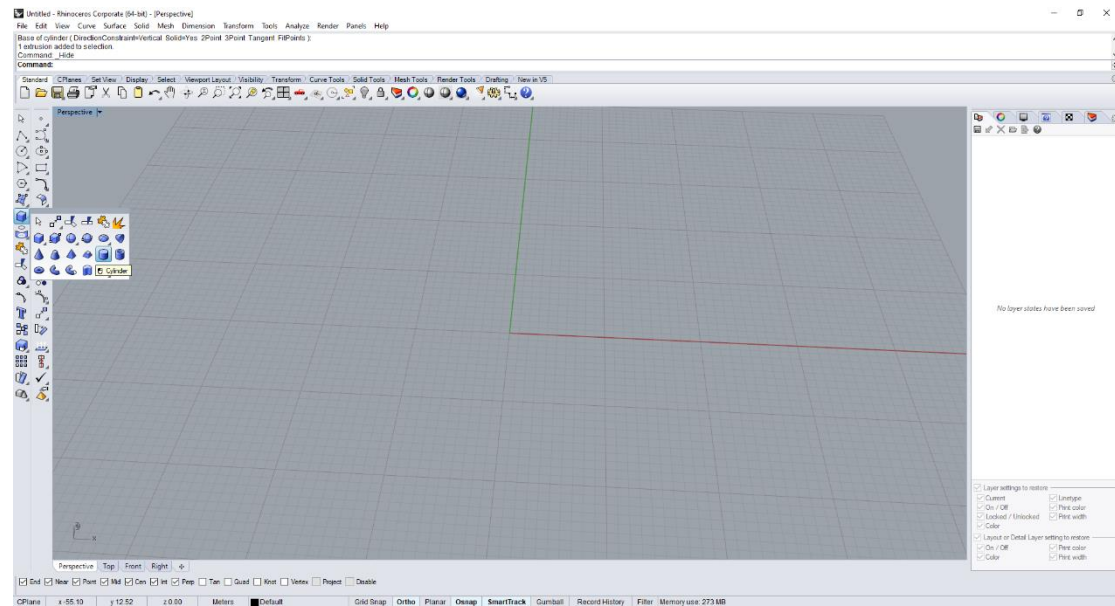 Untitled - Rhinoceros Corporate (64-bit) - [Perspective]
File Edit View Curve Surface Solid Mesh Dimension Transform Tools Analyze Render Panels Help
Base of cylinder ( DirectionConstraint=Vertical Solid=Yes 2Point 3Point Tangent FitPoints ):
1 extrusion added to selection.
Command: _Hide
Command:
Standard CPlanes Set View Display Select Viewport Layout Visibility Transform Curve Tools Solid Tools Mesh Tools Render Tools Drafting New in V5
Perspective
Cylinder
No layer states have been saved
Layer settings to restore
Current Linetype
On / Off Print color
Locked / Unlocked Print width
Color
Layout or Detail Layer setting to restore
On / Off Print color
Color Print width
x
Perspective Top Front Right
End Near Point Mid Cen Int Perp Tan Quad Knot Vertex Project Disable
CPlane x -55.10 y 12.52 z 0.00 Meters Default Grid Snap Ortho Planar Osnap SmartTrack Gumball Record History Filter Memory use: 273 MB